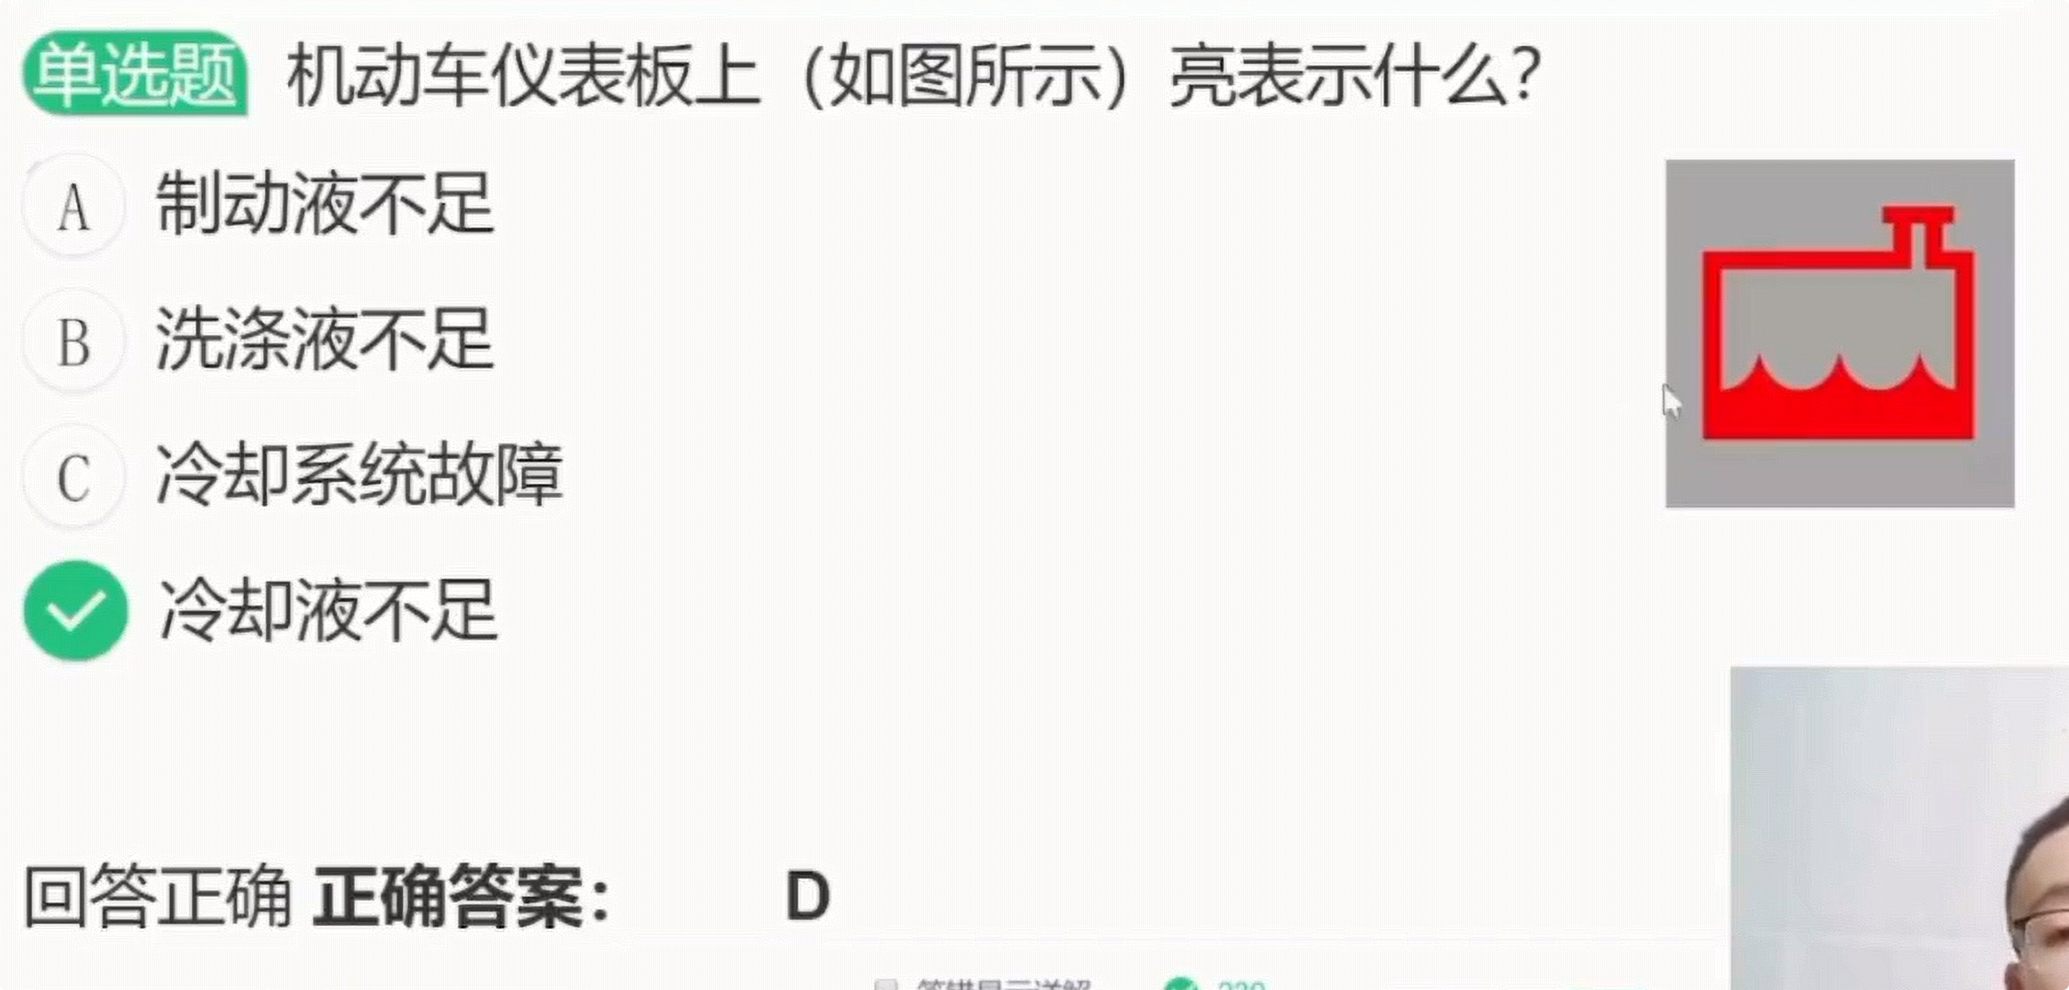 单选题 机动车仪表板上（如图所示）亮表示什么？
A 制动液不足
B 洗涤液不足
C 冷却系统故障
冷却液不足
回答正确 正确答案： D